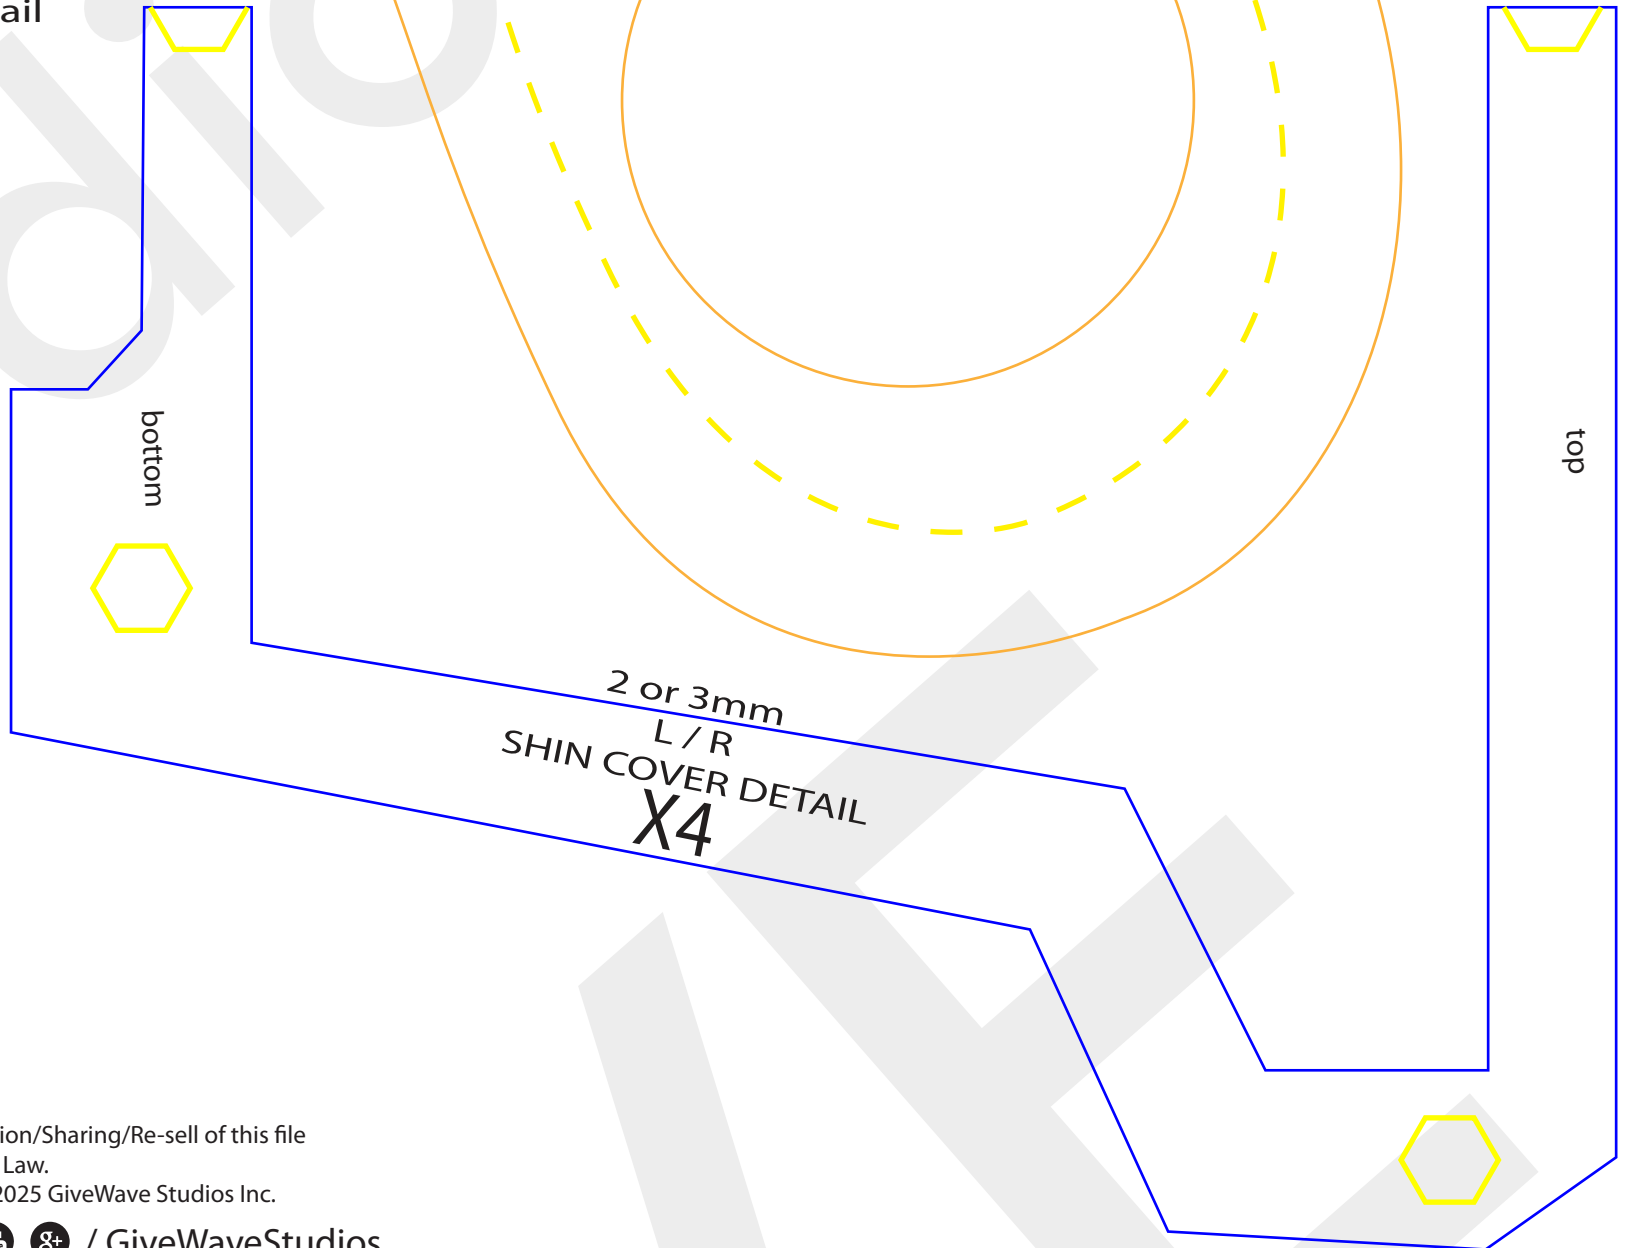 ail
bottom
top
2 or 3mm
L / R
SHIN COVER DETAIL
X4
ion/Sharing/Re-sell of this file
Law.
2025 GiveWave Studios Inc.
g+ / GiveWaveStudios